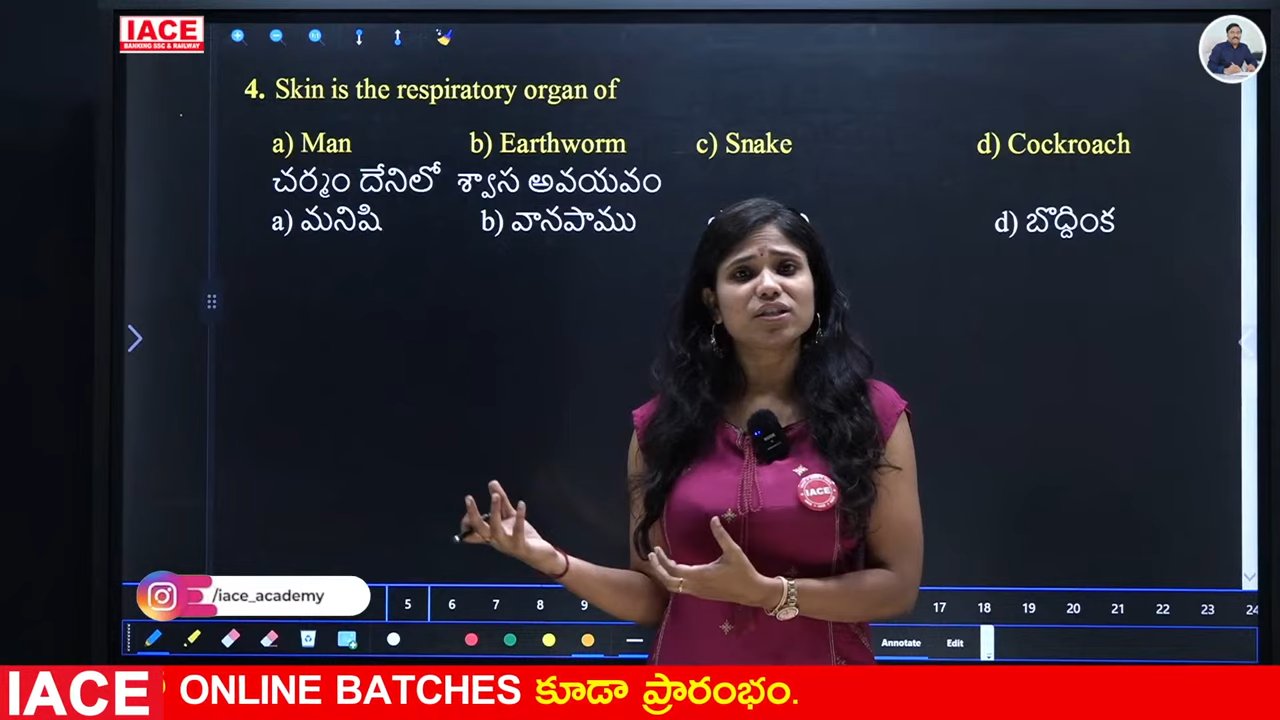 IACE
BANKING SSC & RAILWAY
4. Skin is the respiratory organ of
a) Man b) Earthworm c) Snake d) Cockroach
చర్మం దేనిలో శ్వాస అవయవం
a) మనిషి b) వానపాము d) బొద్దింక
IACE
/iace_academy
5 6 7 8 9 17 18 19 20 21 22 23 24
Annotate Edit
IACE ONLINE BATCHES కూడా ప్రారంభం.